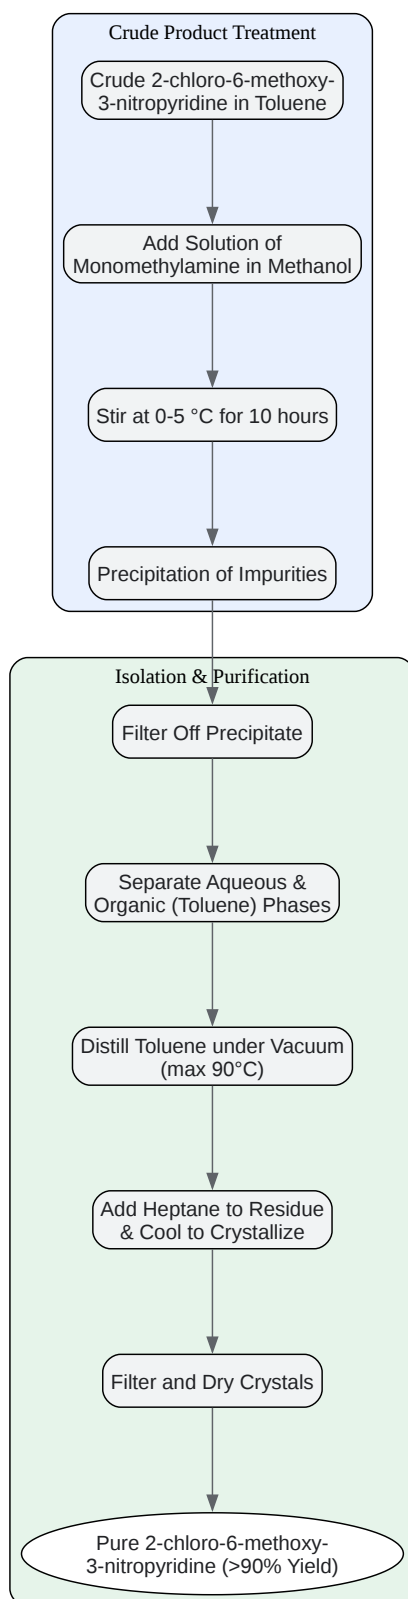 Crude Product Treatment
Crude 2-chloro-6-methoxy-
3-nitropyridine in Toluene
Add Solution of
Monomethylamine in Methanol
Stir at 0-5 °C for 10 hours
Precipitation of Impurities
Isolation & Purification
Filter Off Precipitate
Separate Aqueous &
Organic (Toluene) Phases
Distill Toluene under Vacuum
(max 90°C)
Add Heptane to Residue
& Cool to Crystallize
Filter and Dry Crystals
Pure 2-chloro-6-methoxy-
3-nitropyridine (>90% Yield)